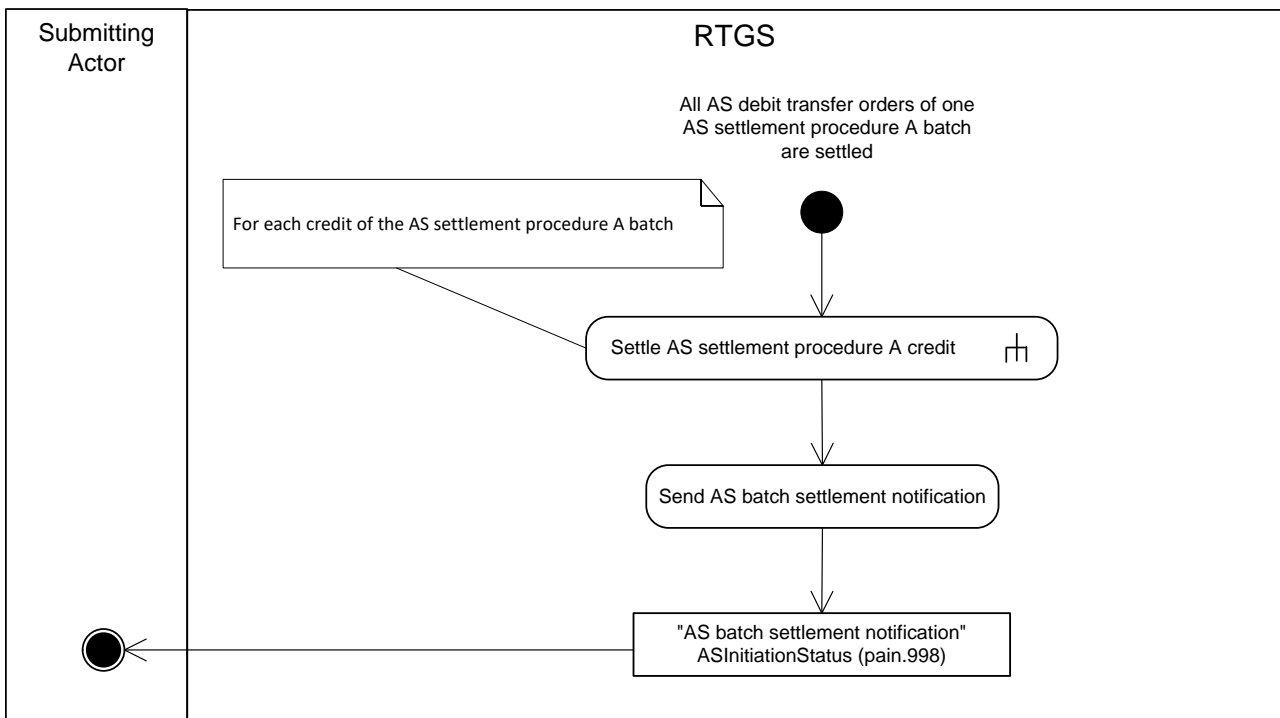 Submitting
Actor
RTGS
All AS debit transfer orders of one
AS settlement procedure A batch
are settled
For each credit of the AS settlement procedure A batch
Settle AS settlement procedure A credit
Send AS batch settlement notification
"AS batch settlement notification"
ASInitiationStatus (pain.998)